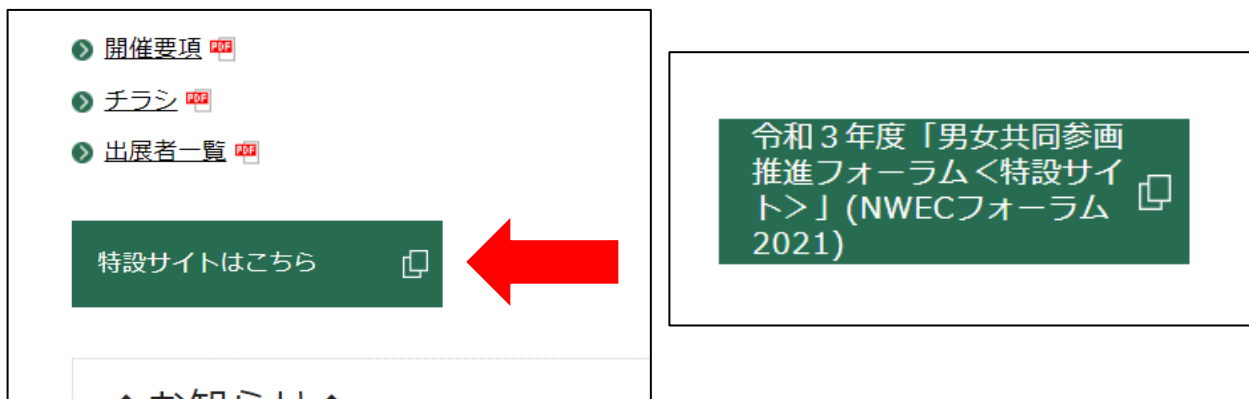 開催要項 PDF
チラシ PDF
出展者一覧 PDF
特設サイトはこちら
令和３年度「男女共同参画
推進フォーラム＜特設サイ
ト＞」(NWECフォーラム
2021)